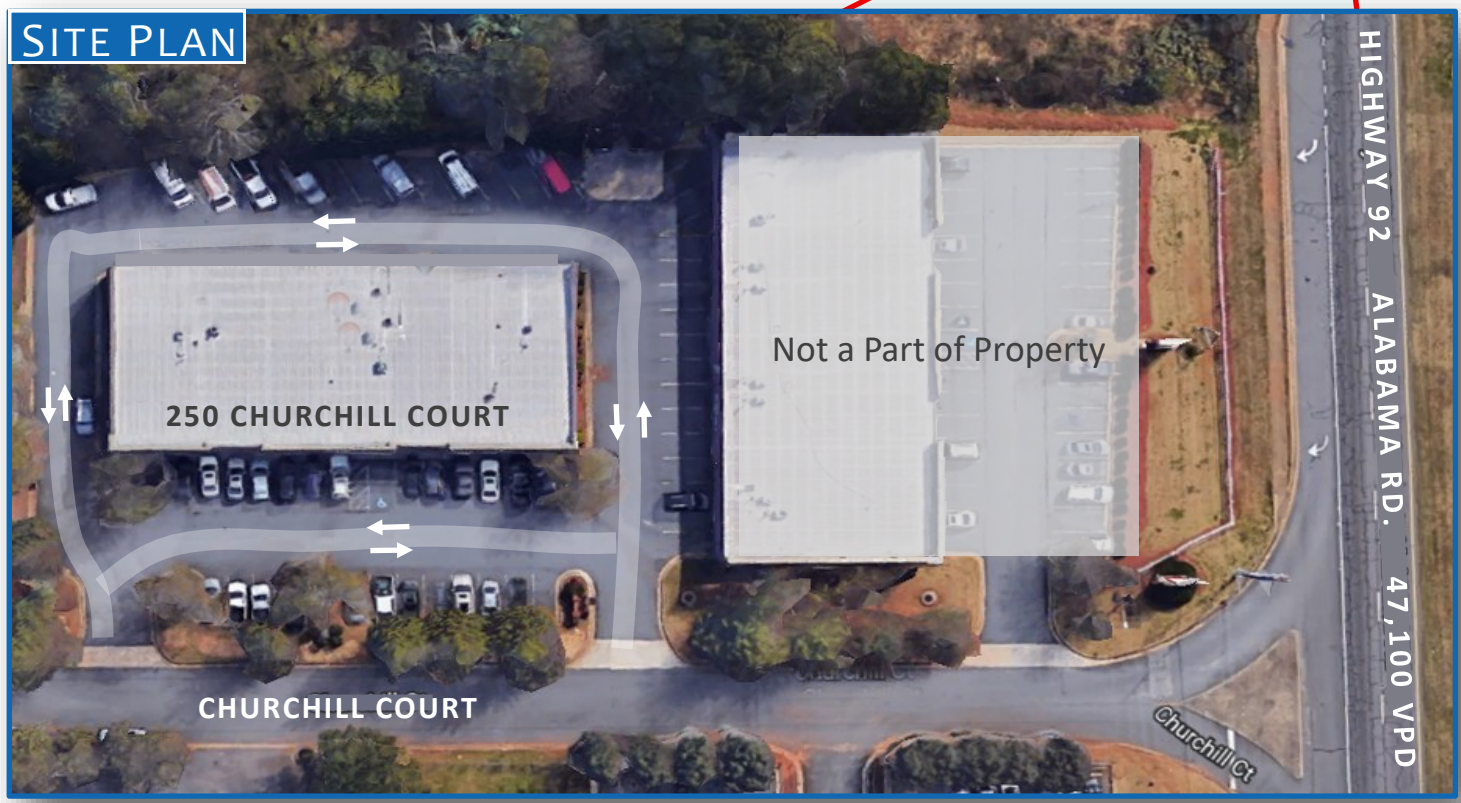 SITE PLAN
HIGHWAY 92 ALABAMA RD. 47,100 VPD
Not a Part of Property
250 CHURCHILL COURT
Churchill Ct
CHURCHILL COURT
Churchill Ct